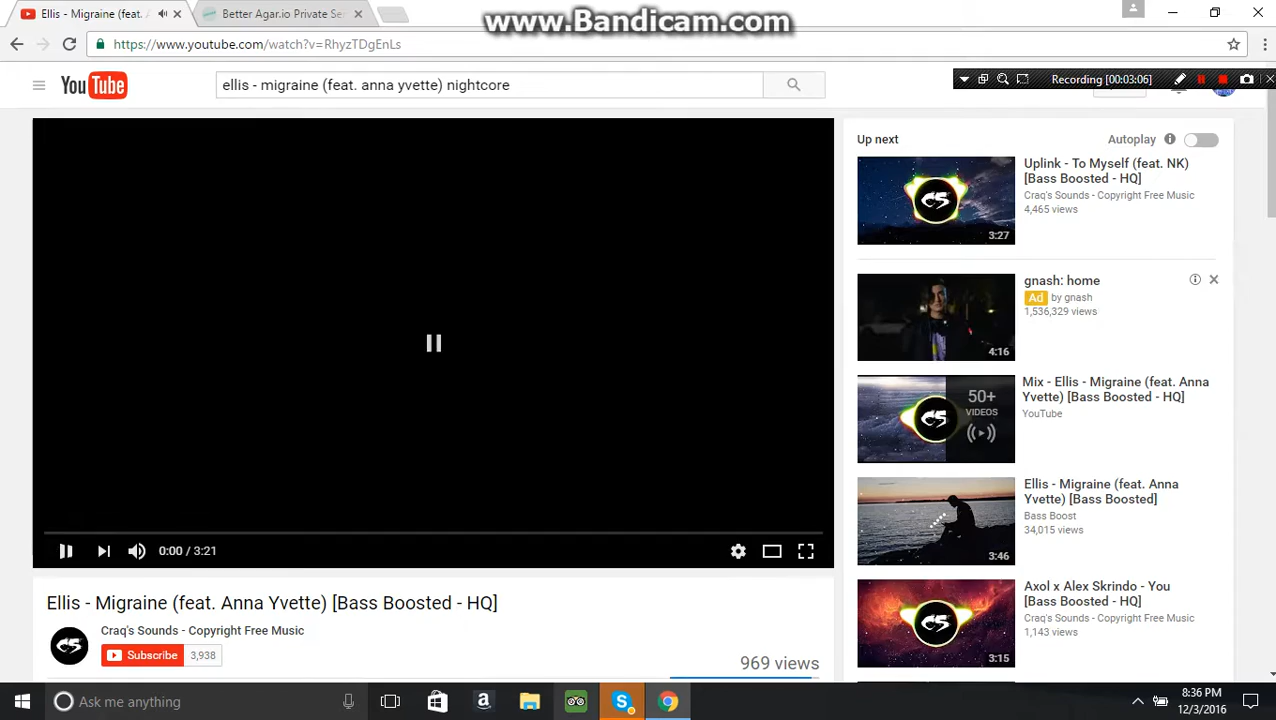 Ellis - Migraine (feat.
Better Agar.io Private Ser
www.Bandicam.com
https://www.youtube.com/watch?v=RhyzTDgEnLs
YouTube
ellis - migraine (feat. anna yvette) nightcore
Recording [00:03:06]
0:00 / 3:21
Ellis - Migraine (feat. Anna Yvette) [Bass Boosted - HQ]
Craq's Sounds - Copyright Free Music
Subscribe 3,938
969 views
Up next
Autoplay
Uplink - To Myself (feat. NK)
[Bass Boosted - HQ]
Craq's Sounds - Copyright Free Music
4,465 views
3:27
gnash: home
Ad by gnash
1,536,329 views
4:16
Mix - Ellis - Migraine (feat. Anna
Yvette) [Bass Boosted - HQ]
YouTube
50+
VIDEOS
Ellis - Migraine (feat. Anna
Yvette) [Bass Boosted]
Bass Boost
34,015 views
3:46
Axol x Alex Skrindo - You
[Bass Boosted - HQ]
Craq's Sounds - Copyright Free Music
1,143 views
3:15
Ask me anything
8:36 PM
12/3/2016